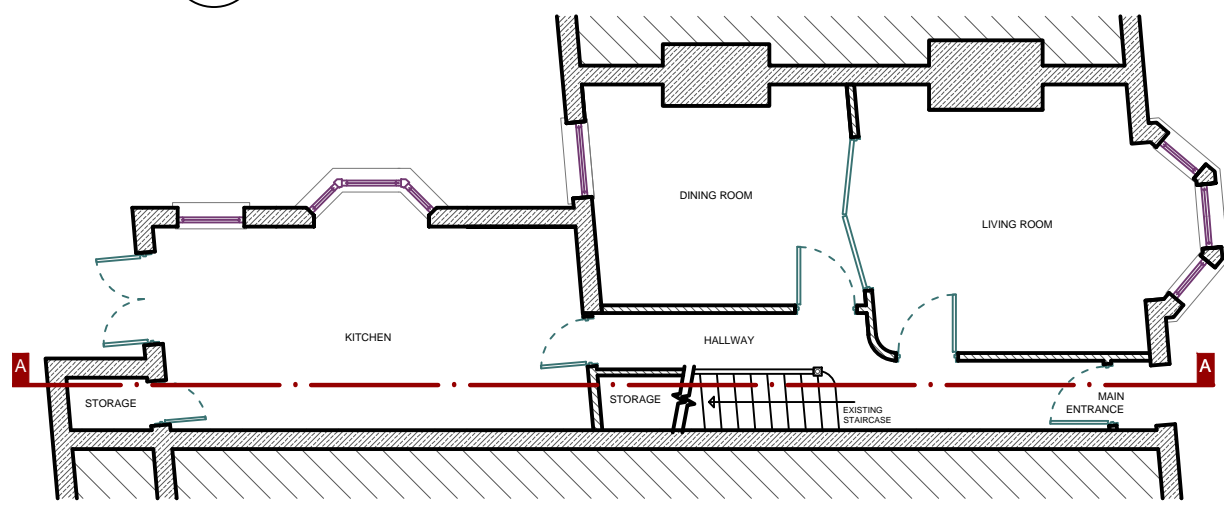 DINING ROOM
LIVING ROOM
KITCHEN
HALLWAY
A
A
STORAGE
STORAGE
EXISTING
STAIRCASE
MAIN
ENTRANCE